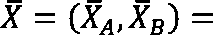 X̅ = (X̅_A, X̅_B) =